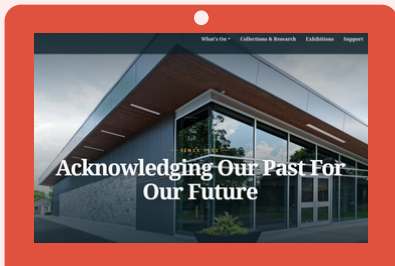 What's On
Collections & Research
Exhibitions
Support
Acknowledging Our Past For
Our Future